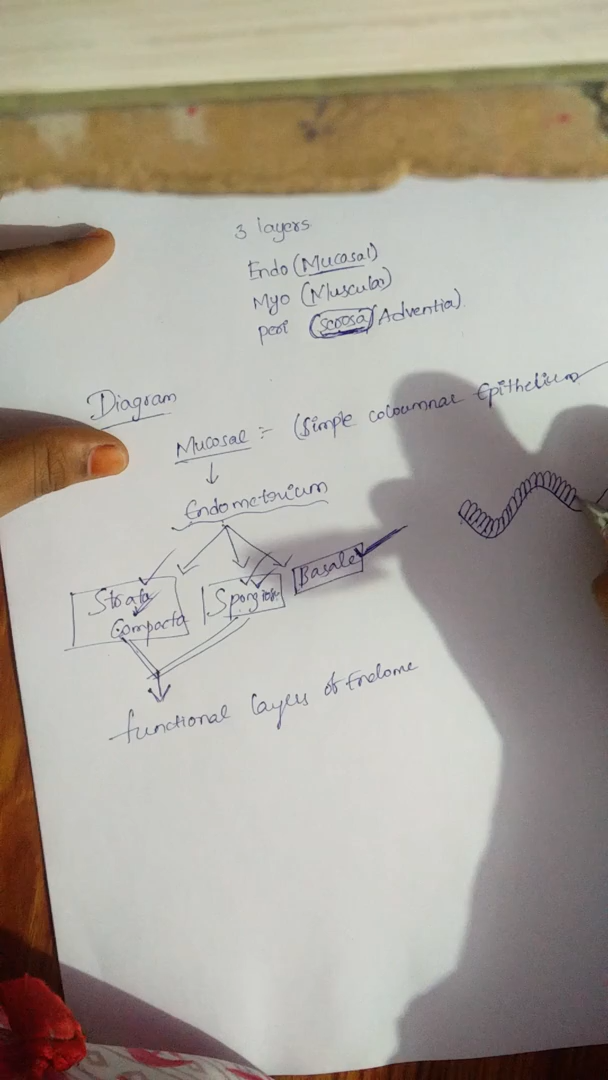 3 layers
Endo (Mucosal)
Myo (Muscular)
peri (Serosa/Adventia).
Diagram
Mucosal :- (Simple coloumnar Epithelium
Endometrium
Strata Compacta
Spongiosa
Basale
functional layers of Endome